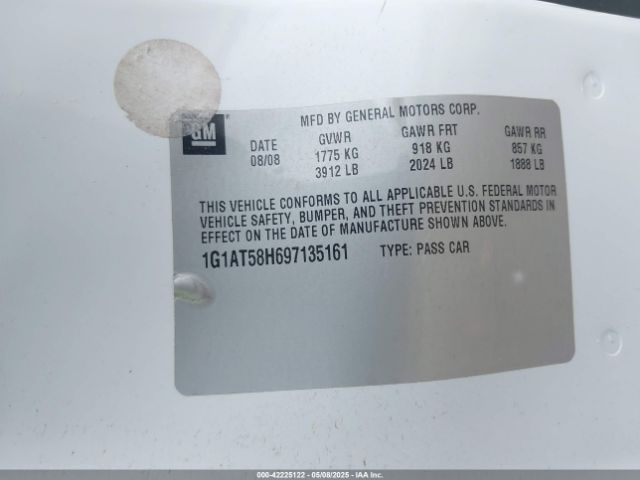 MFD BY GENERAL MOTORS CORP.
GM
DATE GVWR GAWR FRT GAWR RR
08/08 1775 KG 918 KG 857 KG
3912 LB 2024 LB 1888 LB
THIS VEHICLE CONFORMS TO ALL APPLICABLE U.S. FEDERAL MOTOR
VEHICLE SAFETY, BUMPER, AND THEFT PREVENTION STANDARDS IN
EFFECT ON THE DATE OF MANUFACTURE SHOWN ABOVE.
1G1AT58H697135161 TYPE: PASS CAR
000-42225122 - 05/08/2025 - IAAI.COM